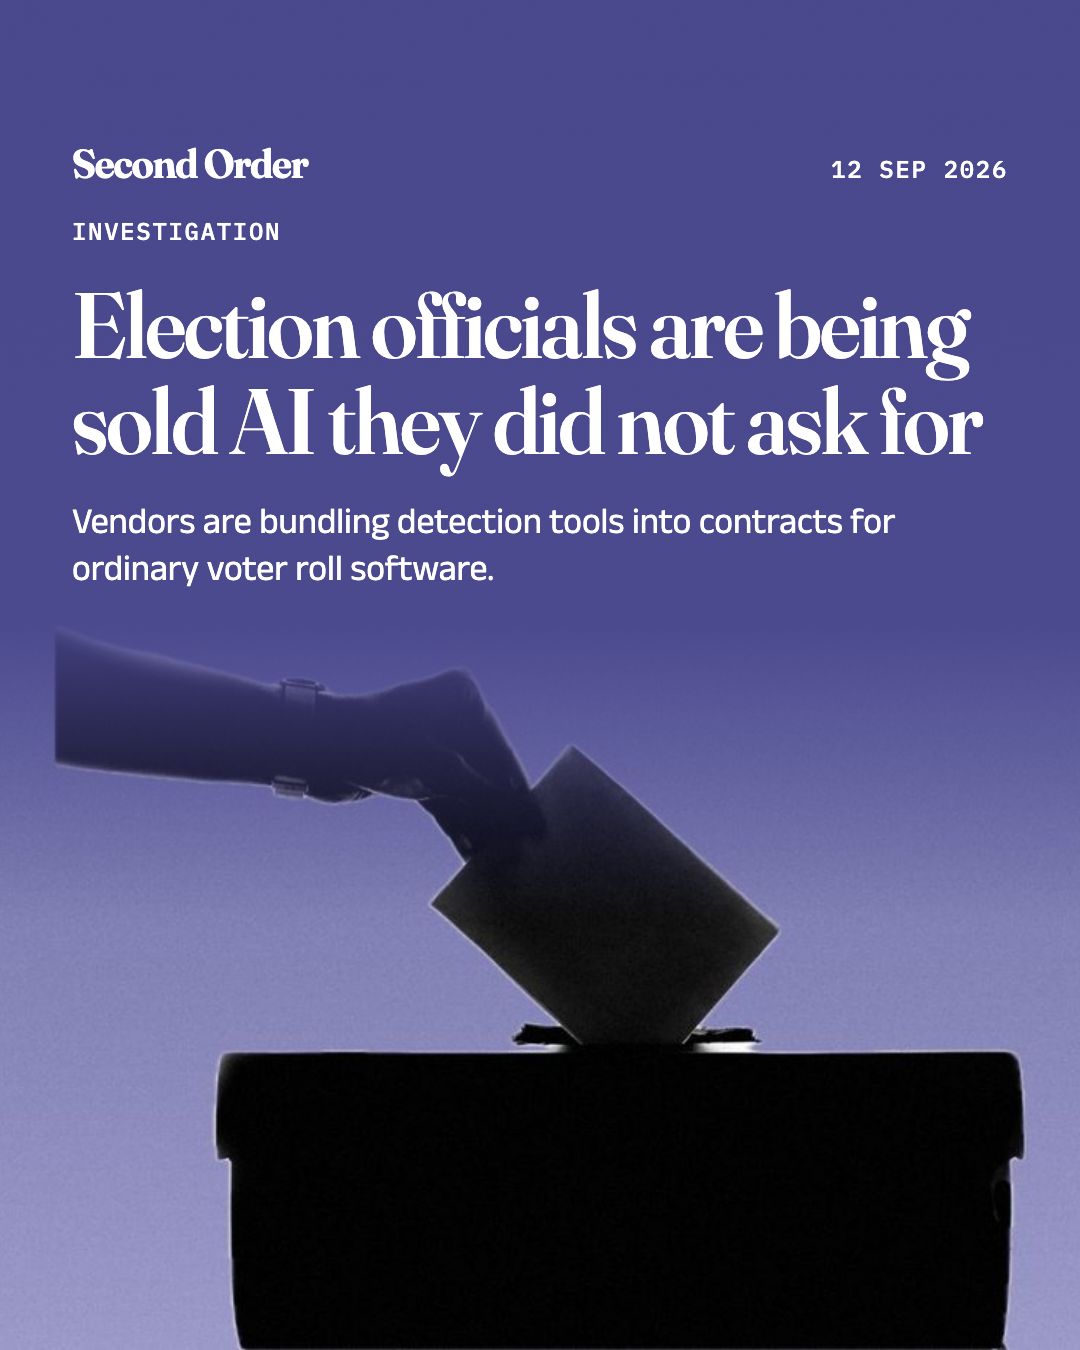 Second Order
12 SEP 2026
INVESTIGATION
Election officials are being
sold AI they did not ask for
Vendors are bundling detection tools into contracts for
ordinary voter roll software.